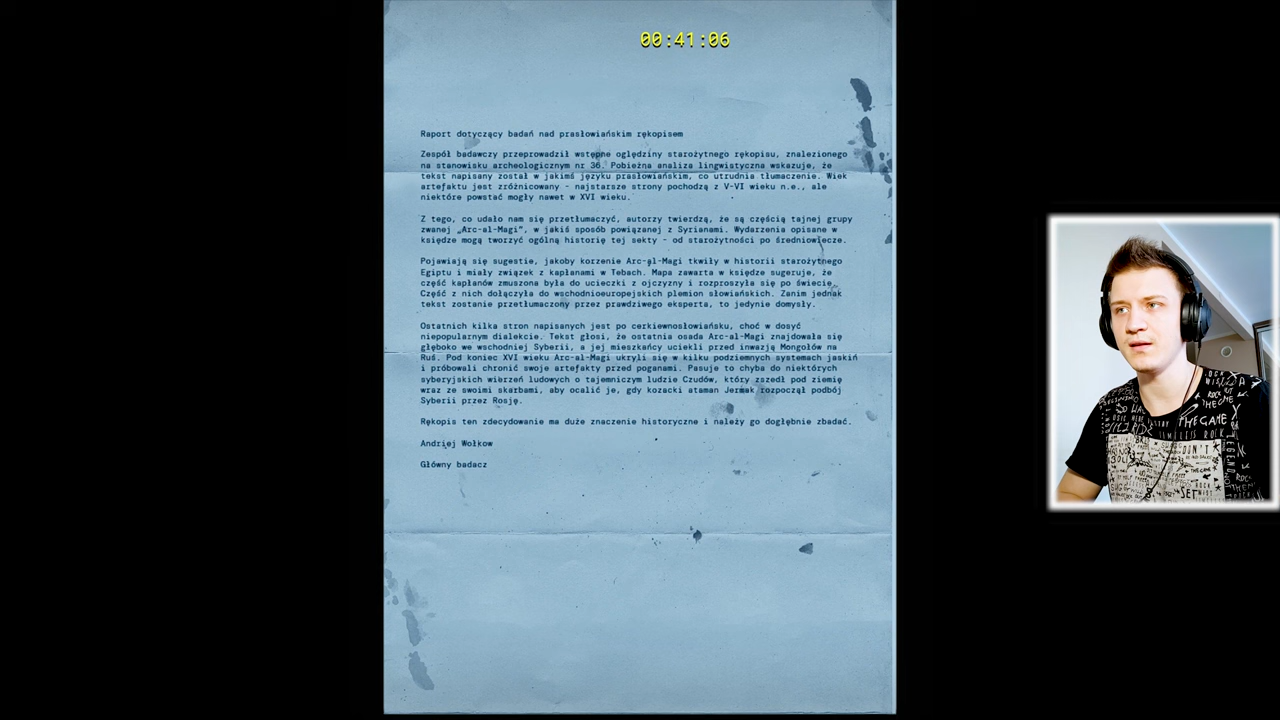 00:41:06
Raport dotyczący badań nad prasłowiańskim rękopisem
Zespół badawczy przeprowadził wstępne oględziny starożytnego rękopisu, znalezionego
na stanowisku archeologicznym nr 36. Pobieżna analiza lingwistyczna wskazuje, że
tekst napisany został w jakimś języku prasłowiańskim, co utrudnia tłumaczenie. Wiek
artefaktu jest zróżnicowany - najstarsze strony pochodzą z V-VI wieku n.e., ale
niektóre powstać mogły nawet w XVI wieku.
Z tego, co udało nam się przetłumaczyć, autorzy twierdzą, że są częścią tajnej grupy
zwanej „Arc-al-Magi", w jakiś sposób powiązanej z Syrianami. Wydarzenia opisane w
księdze mogą tworzyć ogólną historię tej sekty - od starożytności po średniowiecze.
Pojawiają się sugestie, jakoby korzenie Arc-al-Magi tkwiły w historii starożytnego
Egiptu i miały związek z kapłanami w Tebach. Mapa zawarta w księdze sugeruje, że
część kapłanów zmuszona była do ucieczki z ojczyzny i rozproszyła się po świecie.
Część z nich dołączyła do wschodnioeuropejskich plemion słowiańskich. Zanim jednak
tekst zostanie przetłumaczony przez prawdziwego eksperta, to jedynie domysły.
Ostatnich kilka stron napisanych jest po cerkiewnosłowiańsku, choć w dosyć
niepopularnym dialekcie. Tekst głosi, że ostatnia osada Arc-al-Magi znajdowała się
głęboko we wschodniej Syberii, a jej mieszkańcy uciekli przed inwazją Mongołów na
Ruś. Pod koniec XVI wieku Arc-al-Magi ukryli się w kilku podziemnych systemach jaskiń
i próbowali chronić swoje artefakty przed poganami. Pasuje to chyba do niektórych
syberyjskich wierzeń ludowych o tajemniczym ludzie Czudów, który zszedł pod ziemię
wraz ze swoimi skarbami, aby ocalić je, gdy kozacki ataman Jermak rozpoczął podbój
Syberii przez Rosję.
Rękopis ten zdecydowanie ma duże znaczenie historyczne i należy go dogłębnie zbadać.
Andriej Wołkow
Główny badacz